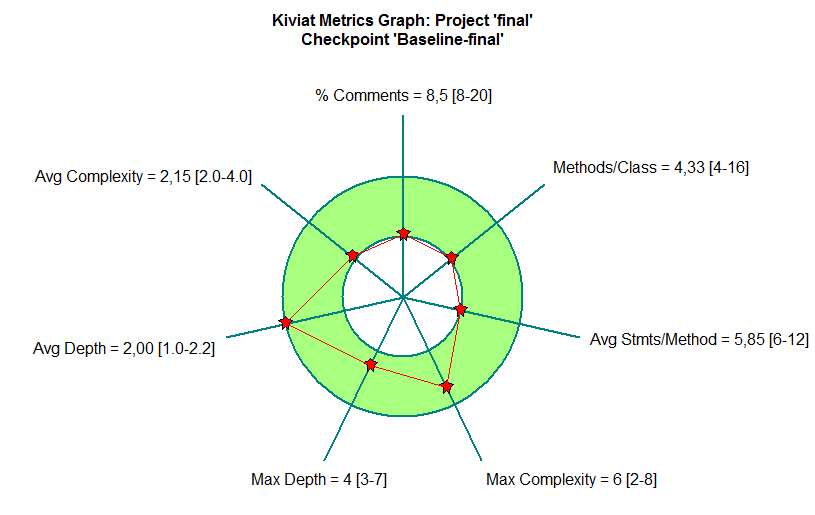 Kiviat Metrics Graph: Project 'final'
Checkpoint 'Baseline-final'
% Comments = 8,5 [8-20]
Methods/Class = 4,33 [4-16]
Avg Complexity = 2,15 [2.0-4.0]
Avg Stmts/Method = 5,85 [6-12]
Avg Depth = 2,00 [1.0-2.2]
Max Depth = 4 [3-7]
Max Complexity = 6 [2-8]